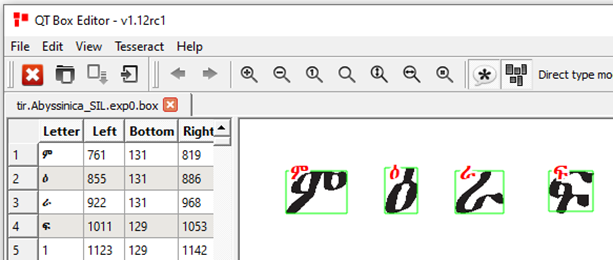 QT Box Editor - v1.12rc1
File Edit View Tesseract Help
Direct type mo
tir.Abyssinica_SIL.exp0.box
Letter Left Bottom Right
1 ም 761 131 819
2 ዕ 855 131 886
3 ራ 922 131 968
4 ፍ 1011 129 1053
5 1 1123 129 1142
ም ዕ ራ ፍ
ም ዕ ራ ፍ